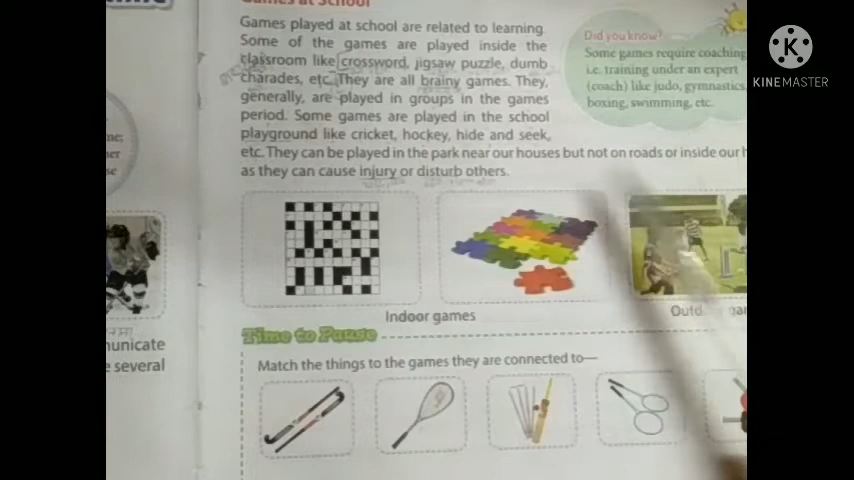 Games at School
Games played at school are related to learning.
Some of the games are played inside the
classroom like crossword, jigsaw puzzle, dumb
charades, etc. They are all brainy games. They,
generally, are played in groups in the games
period. Some games are played in the school
playground like cricket, hockey, hide and seek,
etc. They can be played in the park near our houses but not on roads or inside our
as they can cause injury or disturb others.
Did you know?
Some games require coaching
i.e. training under an expert
(coach) like judo, gymnastics,
boxing, swimming, etc.
KINEMASTER
Indoor games
Time to Pause
Match the things to the games they are connected to—
several